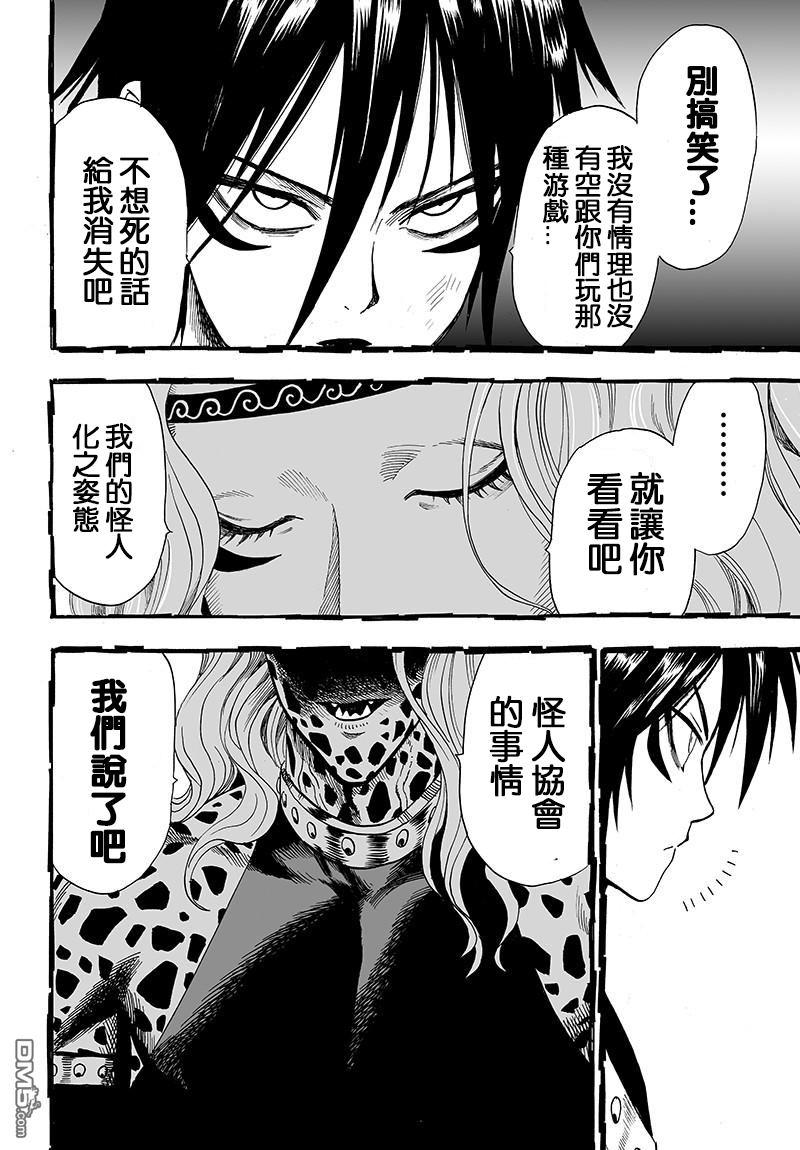 別搞笑了…
我沒有情理也沒
有空跟你們玩那
種游戲…
不想死的話
給我消失吧
………
就讓你
看看吧
我們的怪人
化之姿態
怪人協會
的事情
我們說了吧
DM5